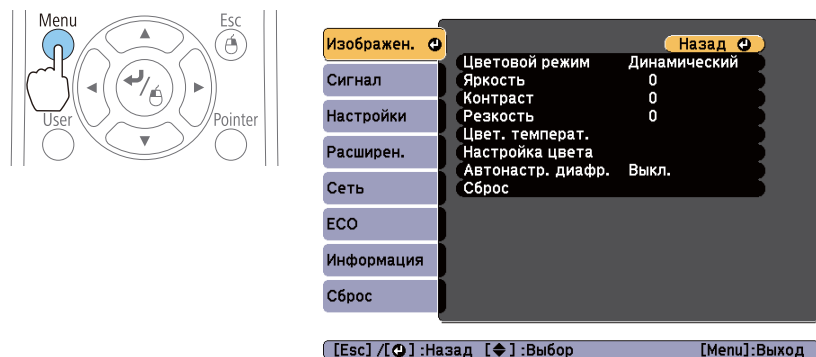 Menu
Esc
User
Pointer
Изображен.
Сигнал
Настройки
Расширен.
Сеть
ECO
Информация
Сброс
Назад
Цветовой режим Динамический
Яркость 0
Контраст 0
Резкость 0
Цвет. температ.
Настройка цвета
Автонастр. диафр. Выкл.
Сброс
[Esc] /[ ] :Назад [ ] :Выбор [Menu]:Выход